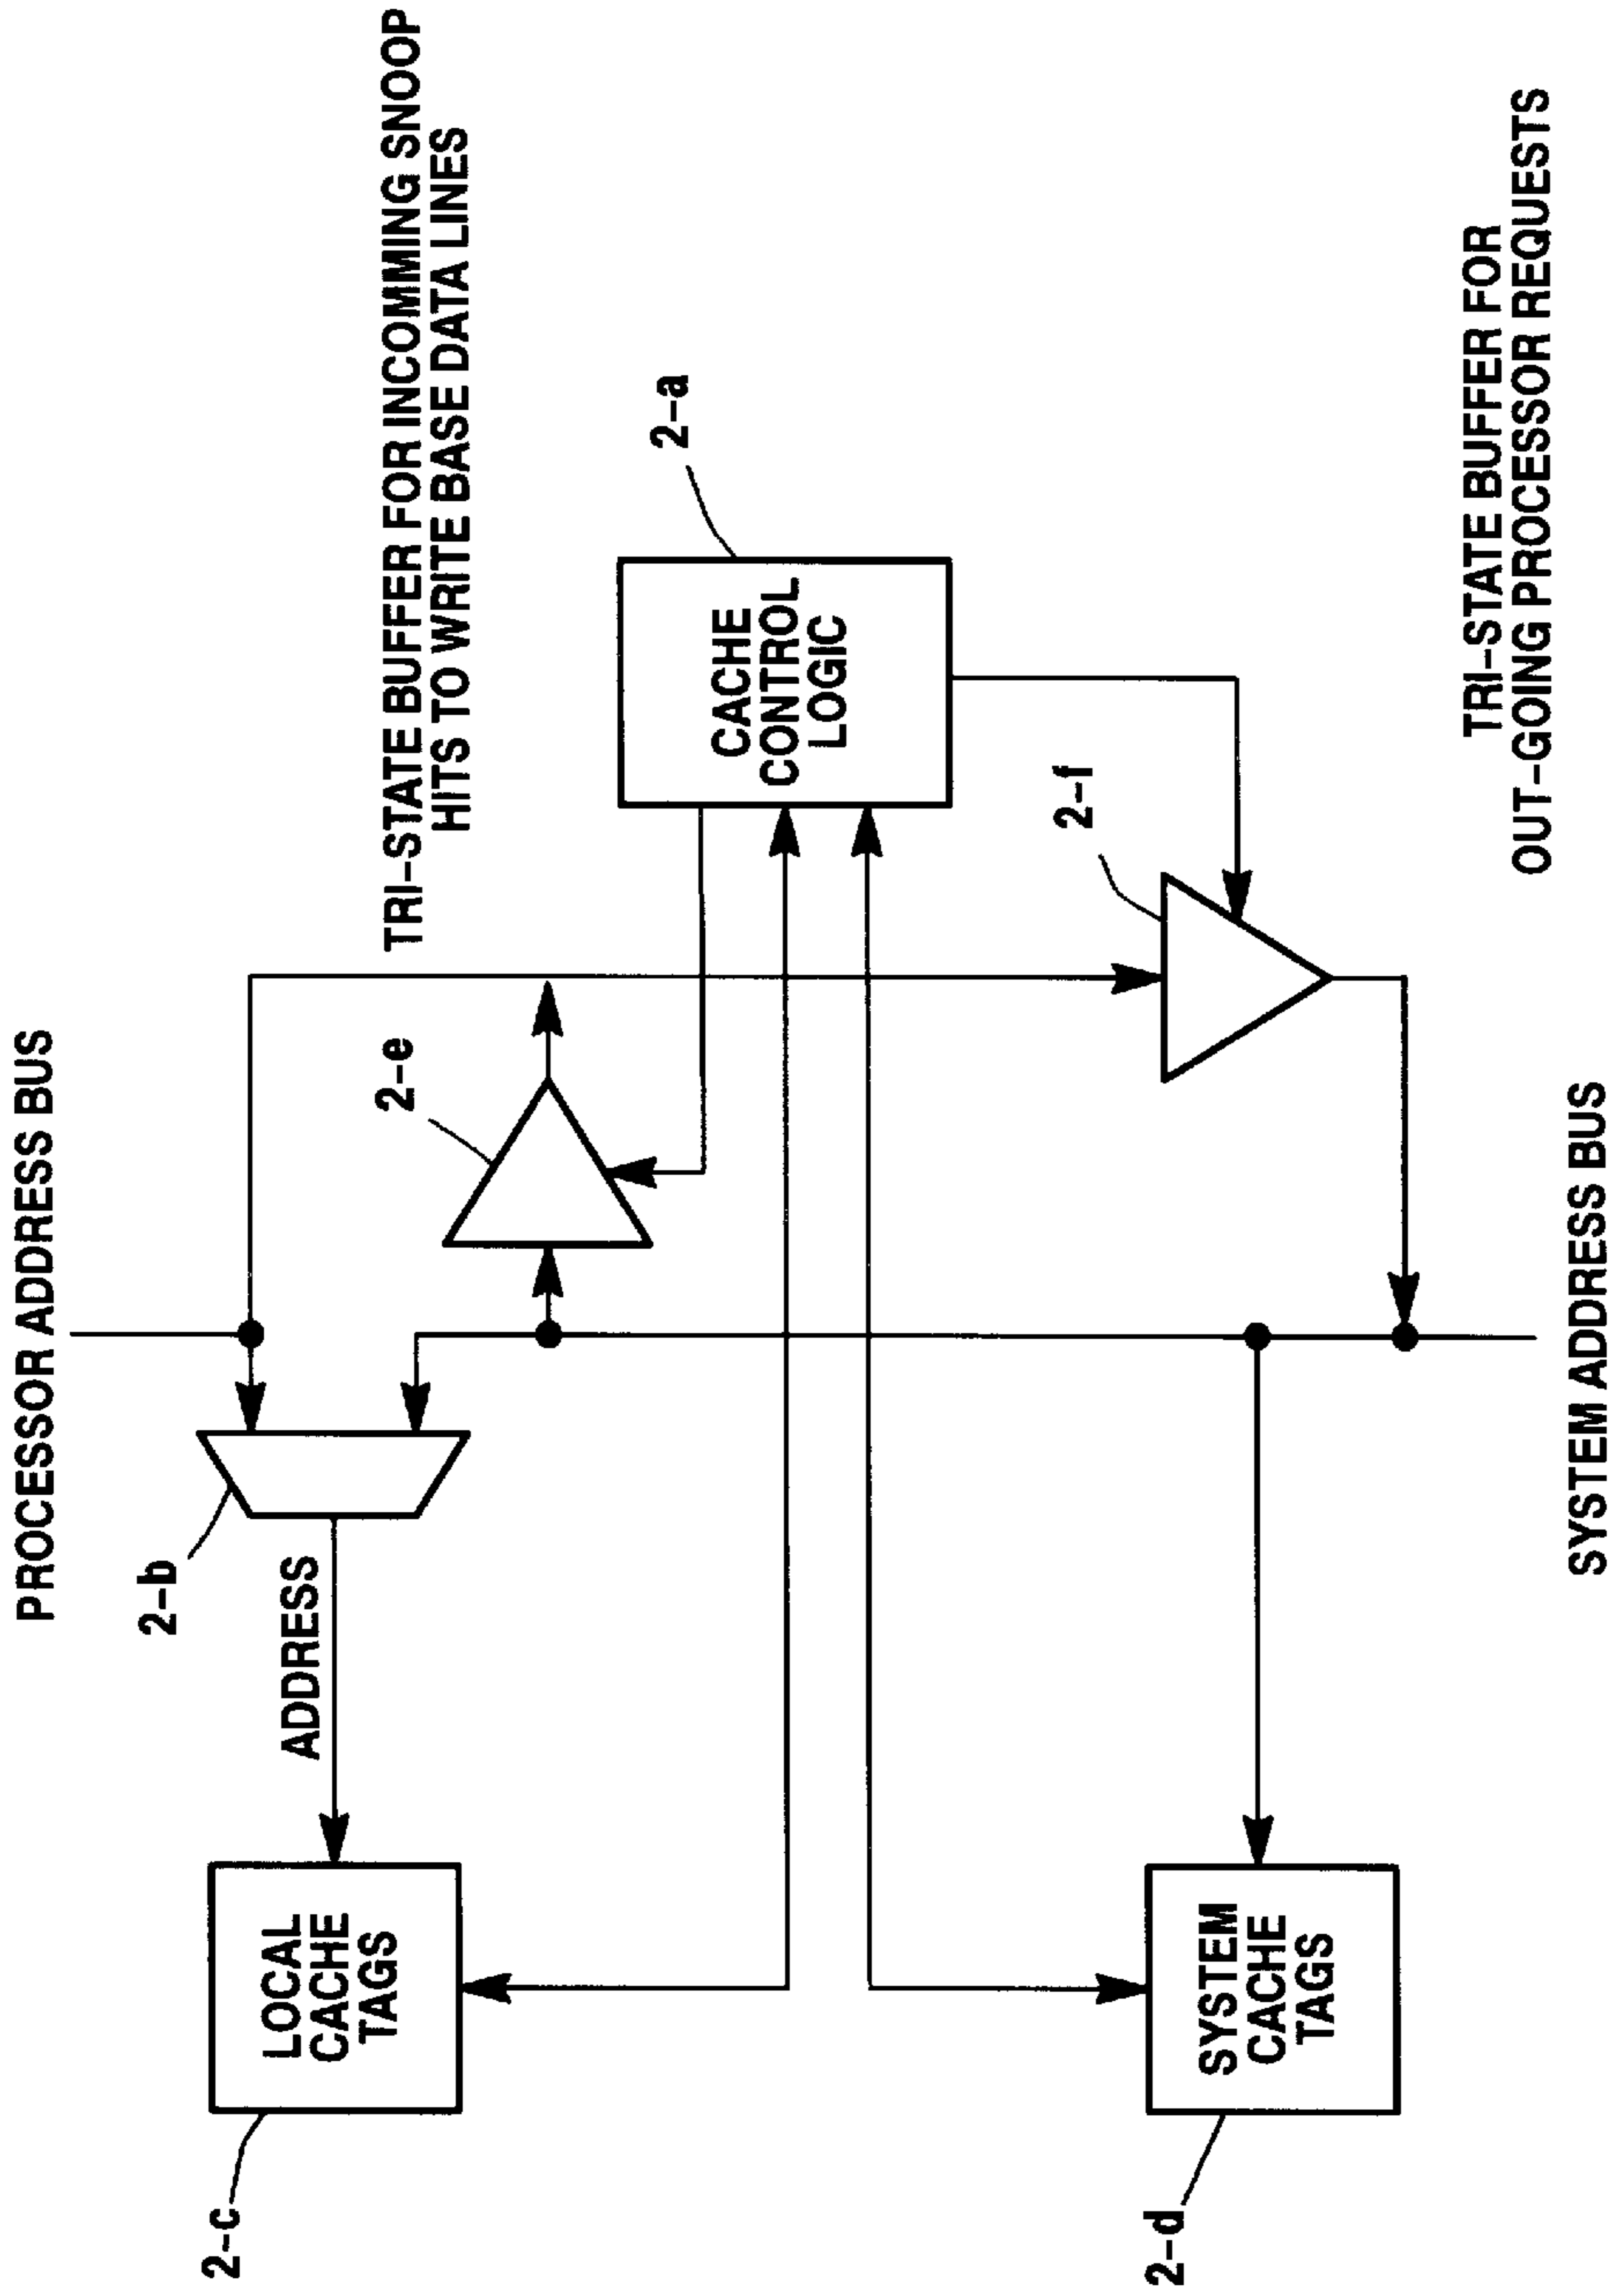 PROCESSOR ADDRESS BUS
2-b
ADDRESS
2-c
LOCAL
CACHE
TAGS
2-e
TRI-STATE BUFFER FOR INCOMMING SNOOP
HITS TO WRITE BASE DATA LINES
2-a
CACHE
CONTROL
LOGIC
2-f
2-d
SYSTEM
CACHE
TAGS
TRI-STATE BUFFER FOR
OUT-GOING PROCESSOR REQUESTS
SYSTEM ADDRESS BUS